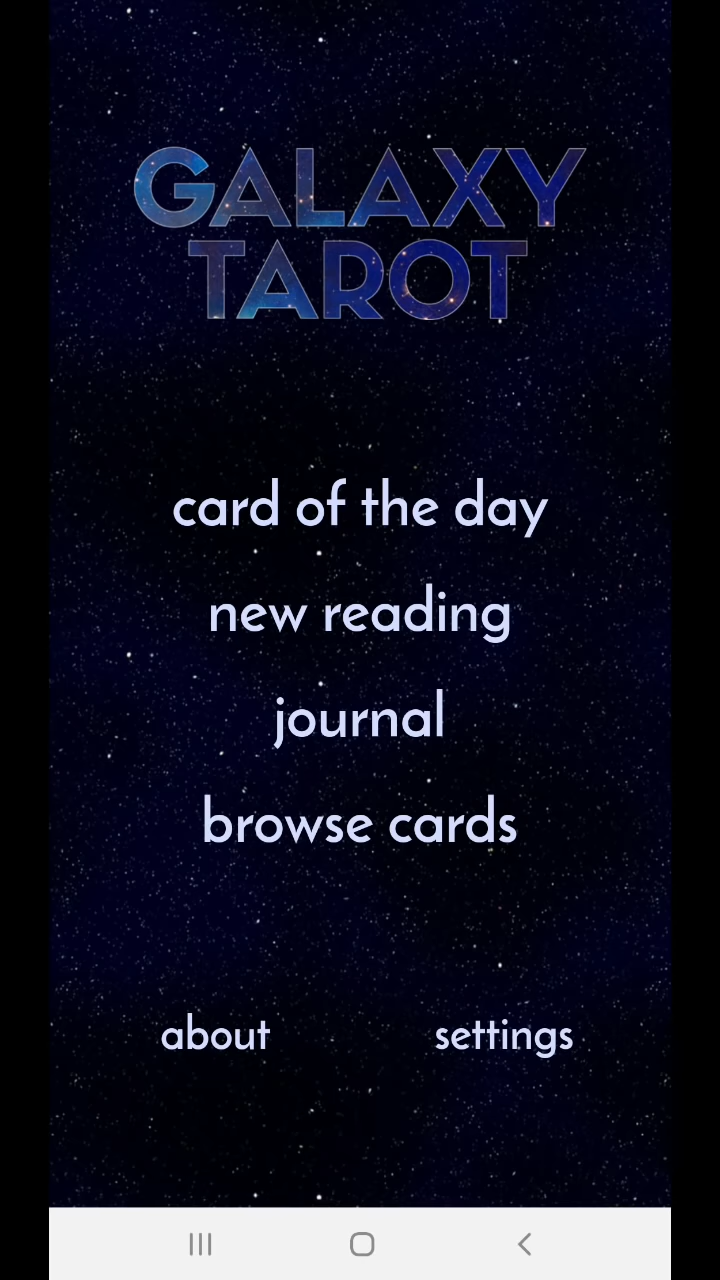 GALAXY
TAROT
card of the day
new reading
journal
browse cards
about settings